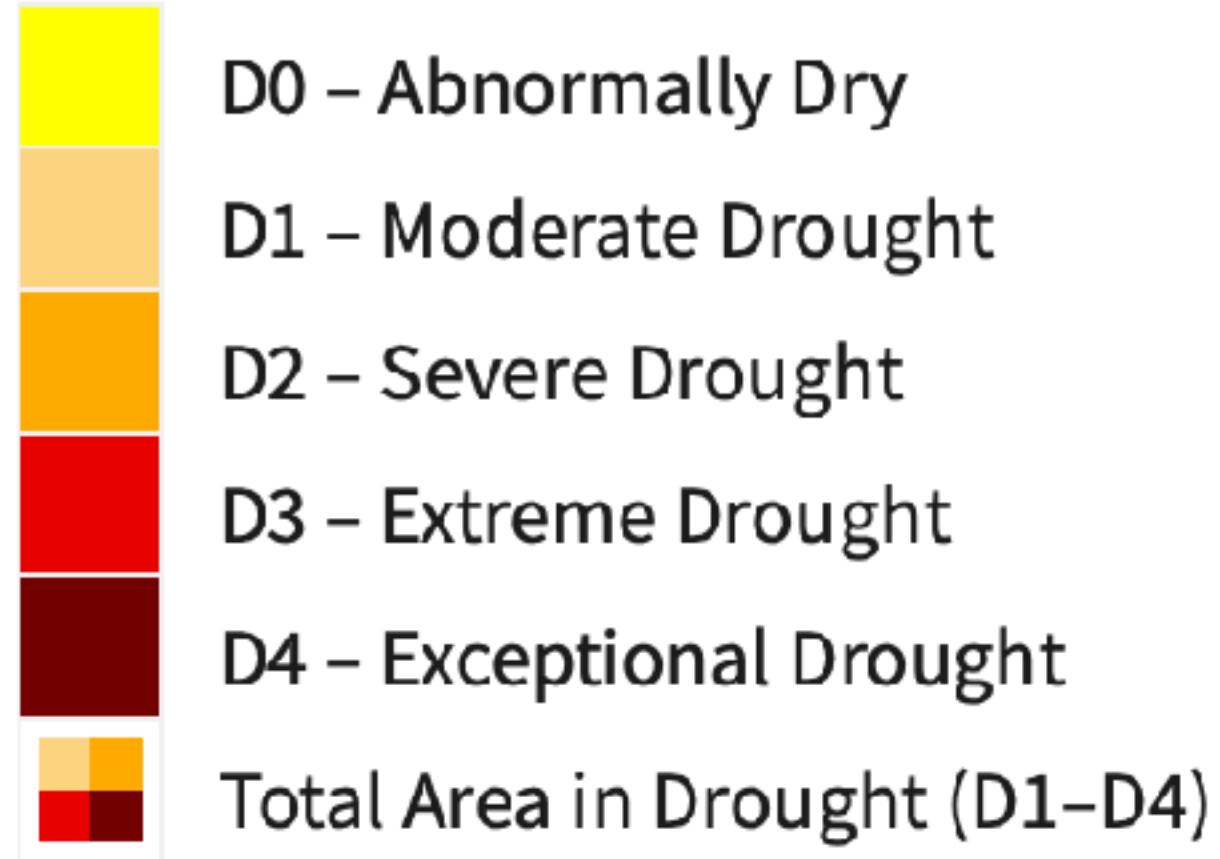 D0 – Abnormally Dry
D1 – Moderate Drought
D2 – Severe Drought
D3 – Extreme Drought
D4 – Exceptional Drought
Total Area in Drought (D1–D4)